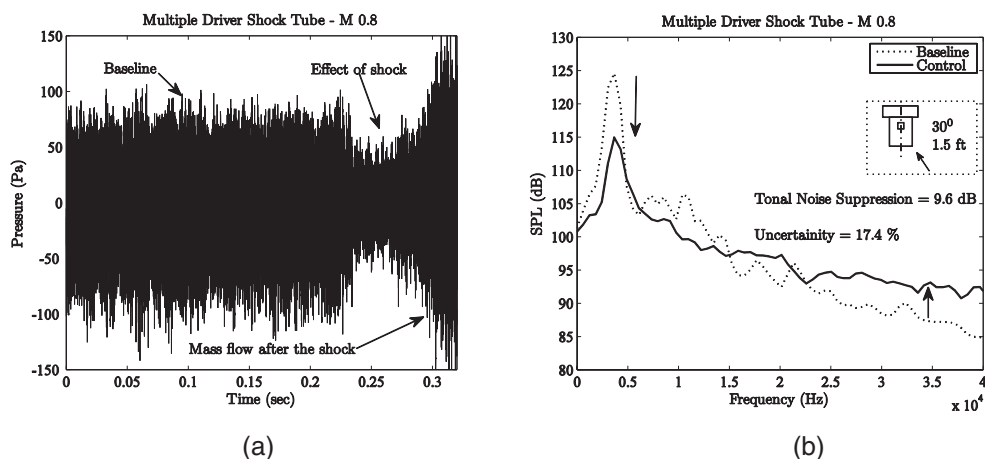 Multiple Driver Shock Tube - M 0.8
150
100
50
0
-50
-100
-150
Pressure (Pa)
Baseline
Effect of shock
Mass flow after the shock
0
0.05
0.1
0.15
0.2
0.25
0.3
Time (sec)
(a)
Multiple Driver Shock Tube - M 0.8
130
125
120
115
110
105
100
95
90
85
80
SPL (dB)
Baseline
Control
30⁰
1.5 ft
Tonal Noise Suppression = 9.6 dB
Uncertainity = 17.4 %
0
0.5
1
1.5
2
2.5
3
3.5
4
Frequency (Hz)
x 10⁴
(b)